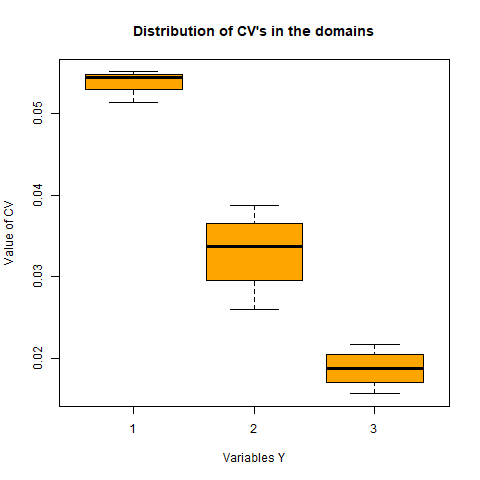 Distribution of CV's in the domains
Value of CV
0.05
0.04
0.03
0.02
1 2 3
Variables Y